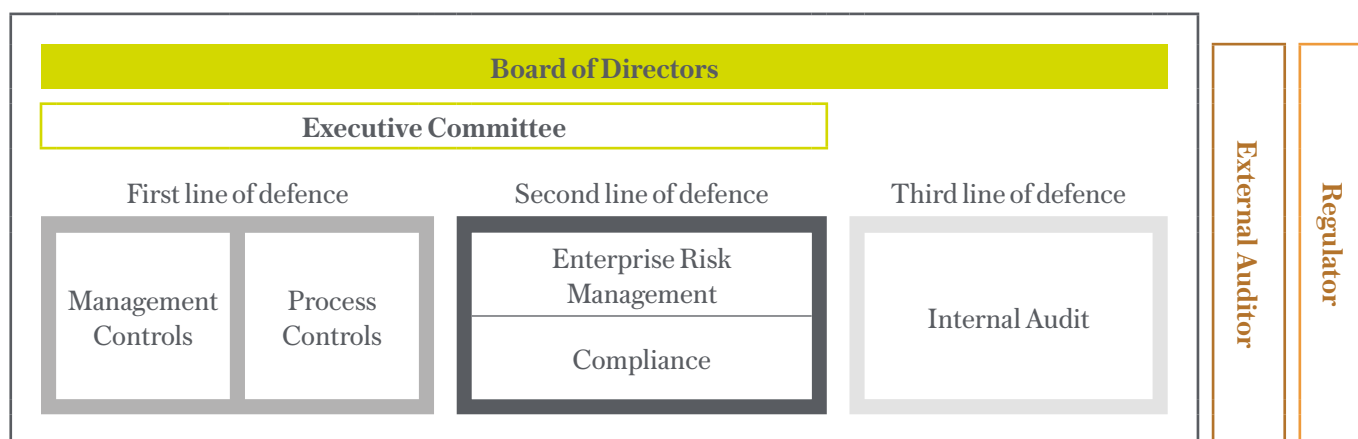 Board of Directors
Executive Committee
First line of defence
Second line of defence
Third line of defence
Management
Controls
Process
Controls
Enterprise Risk
Management
Compliance
Internal Audit
External Auditor
Regulator